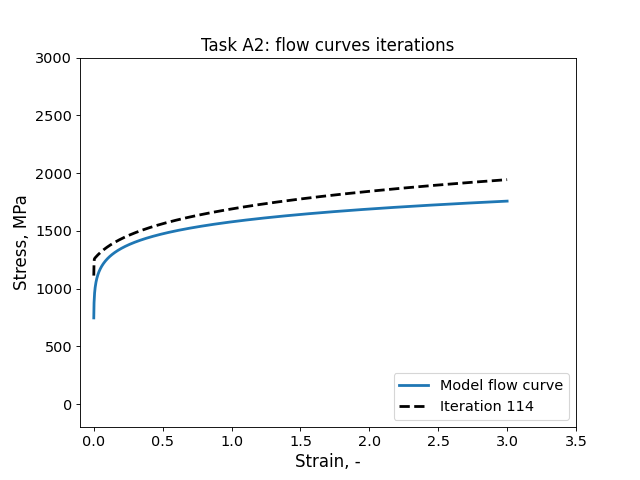 Task A2: flow curves iterations
3000
2500
2000
1500
1000
500
0
Stress, MPa
0.0 0.5 1.0 1.5 2.0 2.5 3.0 3.5
Strain, -
Model flow curve
Iteration 114